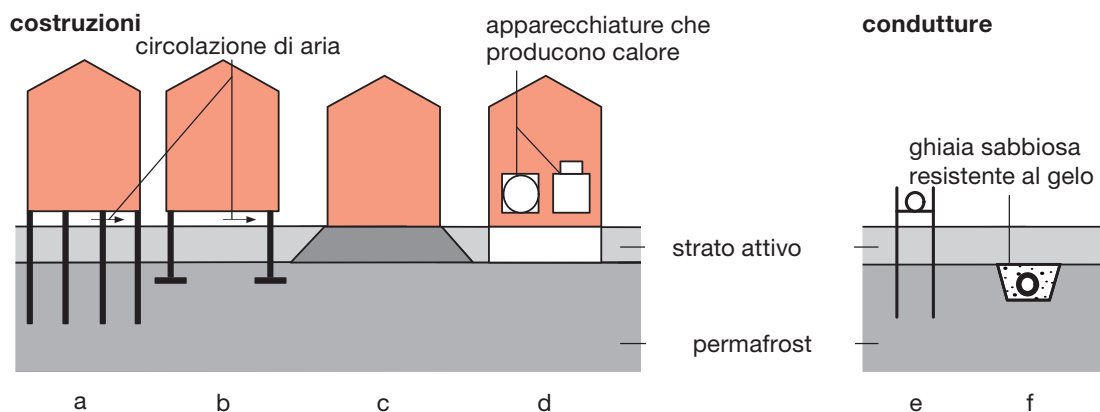 costruzioni
circolazione di aria
apparecchiature che
producono calore
condutture
ghiaia sabbiosa
resistente al gelo
strato attivo
permafrost
a b c d e f